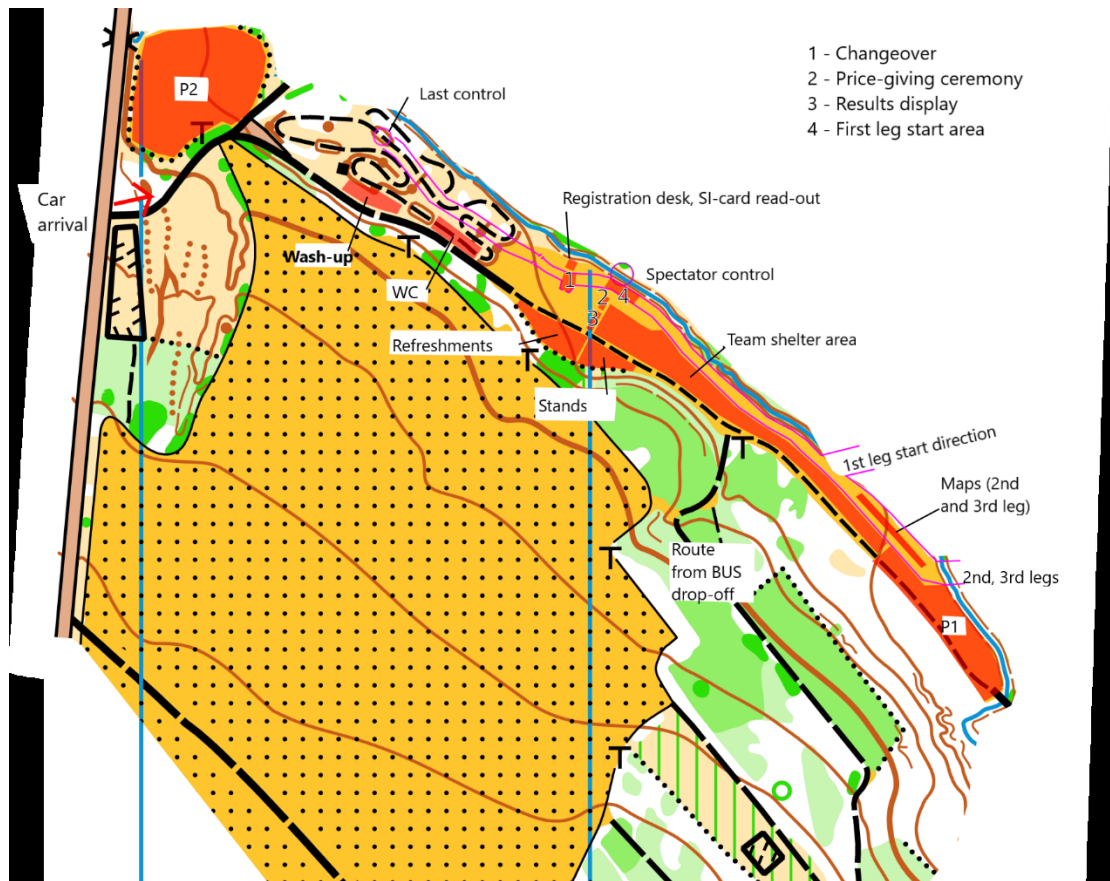 1 - Changeover
2 - Price-giving ceremony
3 - Results display
4 - First leg start area
P2
Last control
Car
arrival
Registration desk, SI-card read-out
Wash-up
WC
Spectator control
1
2
4
3
Refreshments
Team shelter area
Stands
1st leg start direction
Maps (2nd
and 3rd leg)
Route
from BUS
drop-off
2nd, 3rd legs
P1